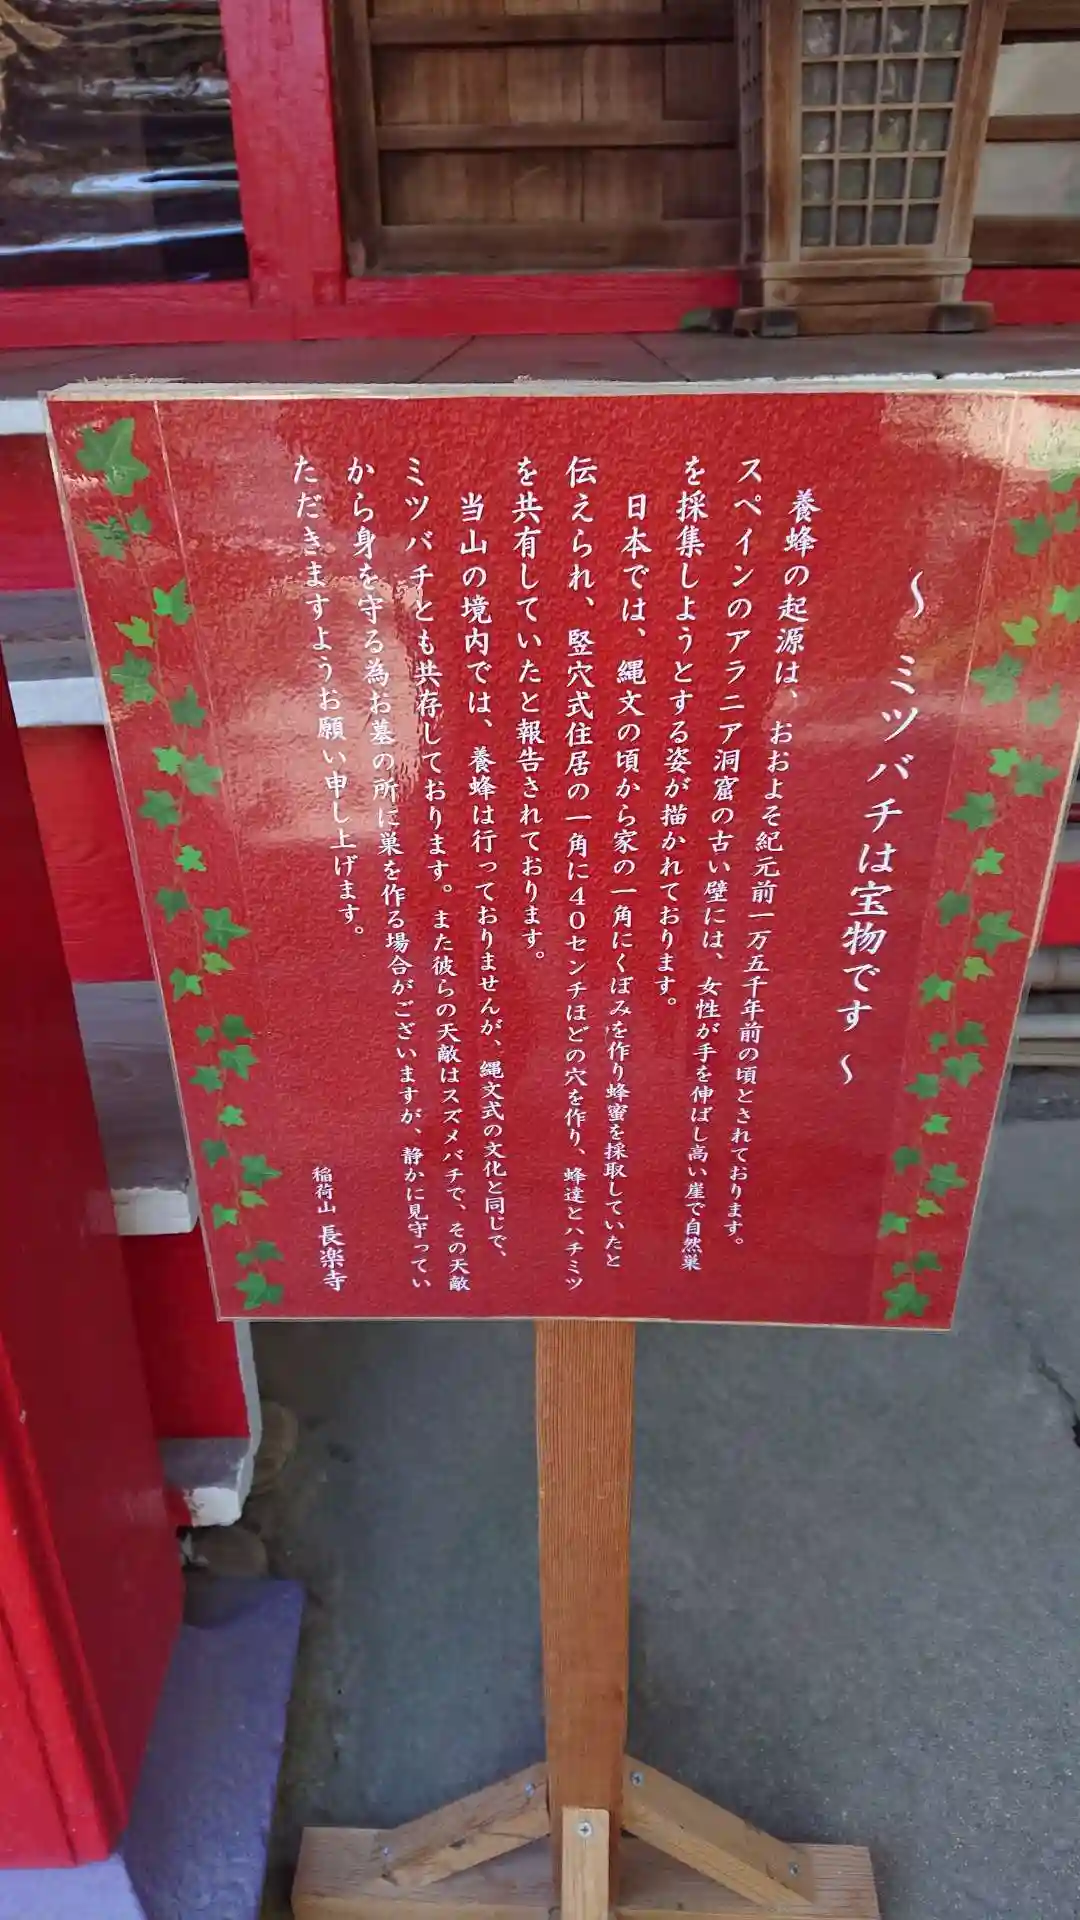 ～ ミツバチは宝物です ～
養蜂の起源は、おおよそ紀元前一万五千年前の頃とされております。
スペインのアラニア洞窟の古い壁には、女性が手を伸ばし高い崖で自然巣
を採集しようとする姿が描かれております。
日本では、縄文の頃から家の一角にくぼみを作り蜂蜜を採取していたと
伝えられ、竪穴式住居の一角に40センチほどの穴を作り、蜂達とハチミツ
を共有していたと報告されております。
当山の境内では、養蜂は行っておりませんが、縄文式の文化と同じで、
ミツバチとも共存しております。また彼らの天敵はスズメバチで、その天敵
から身を守る為お墓の所に巣を作る場合がございますが、静かに見守ってい
ただきますようお願い申し上げます。
稲荷山 長楽寺